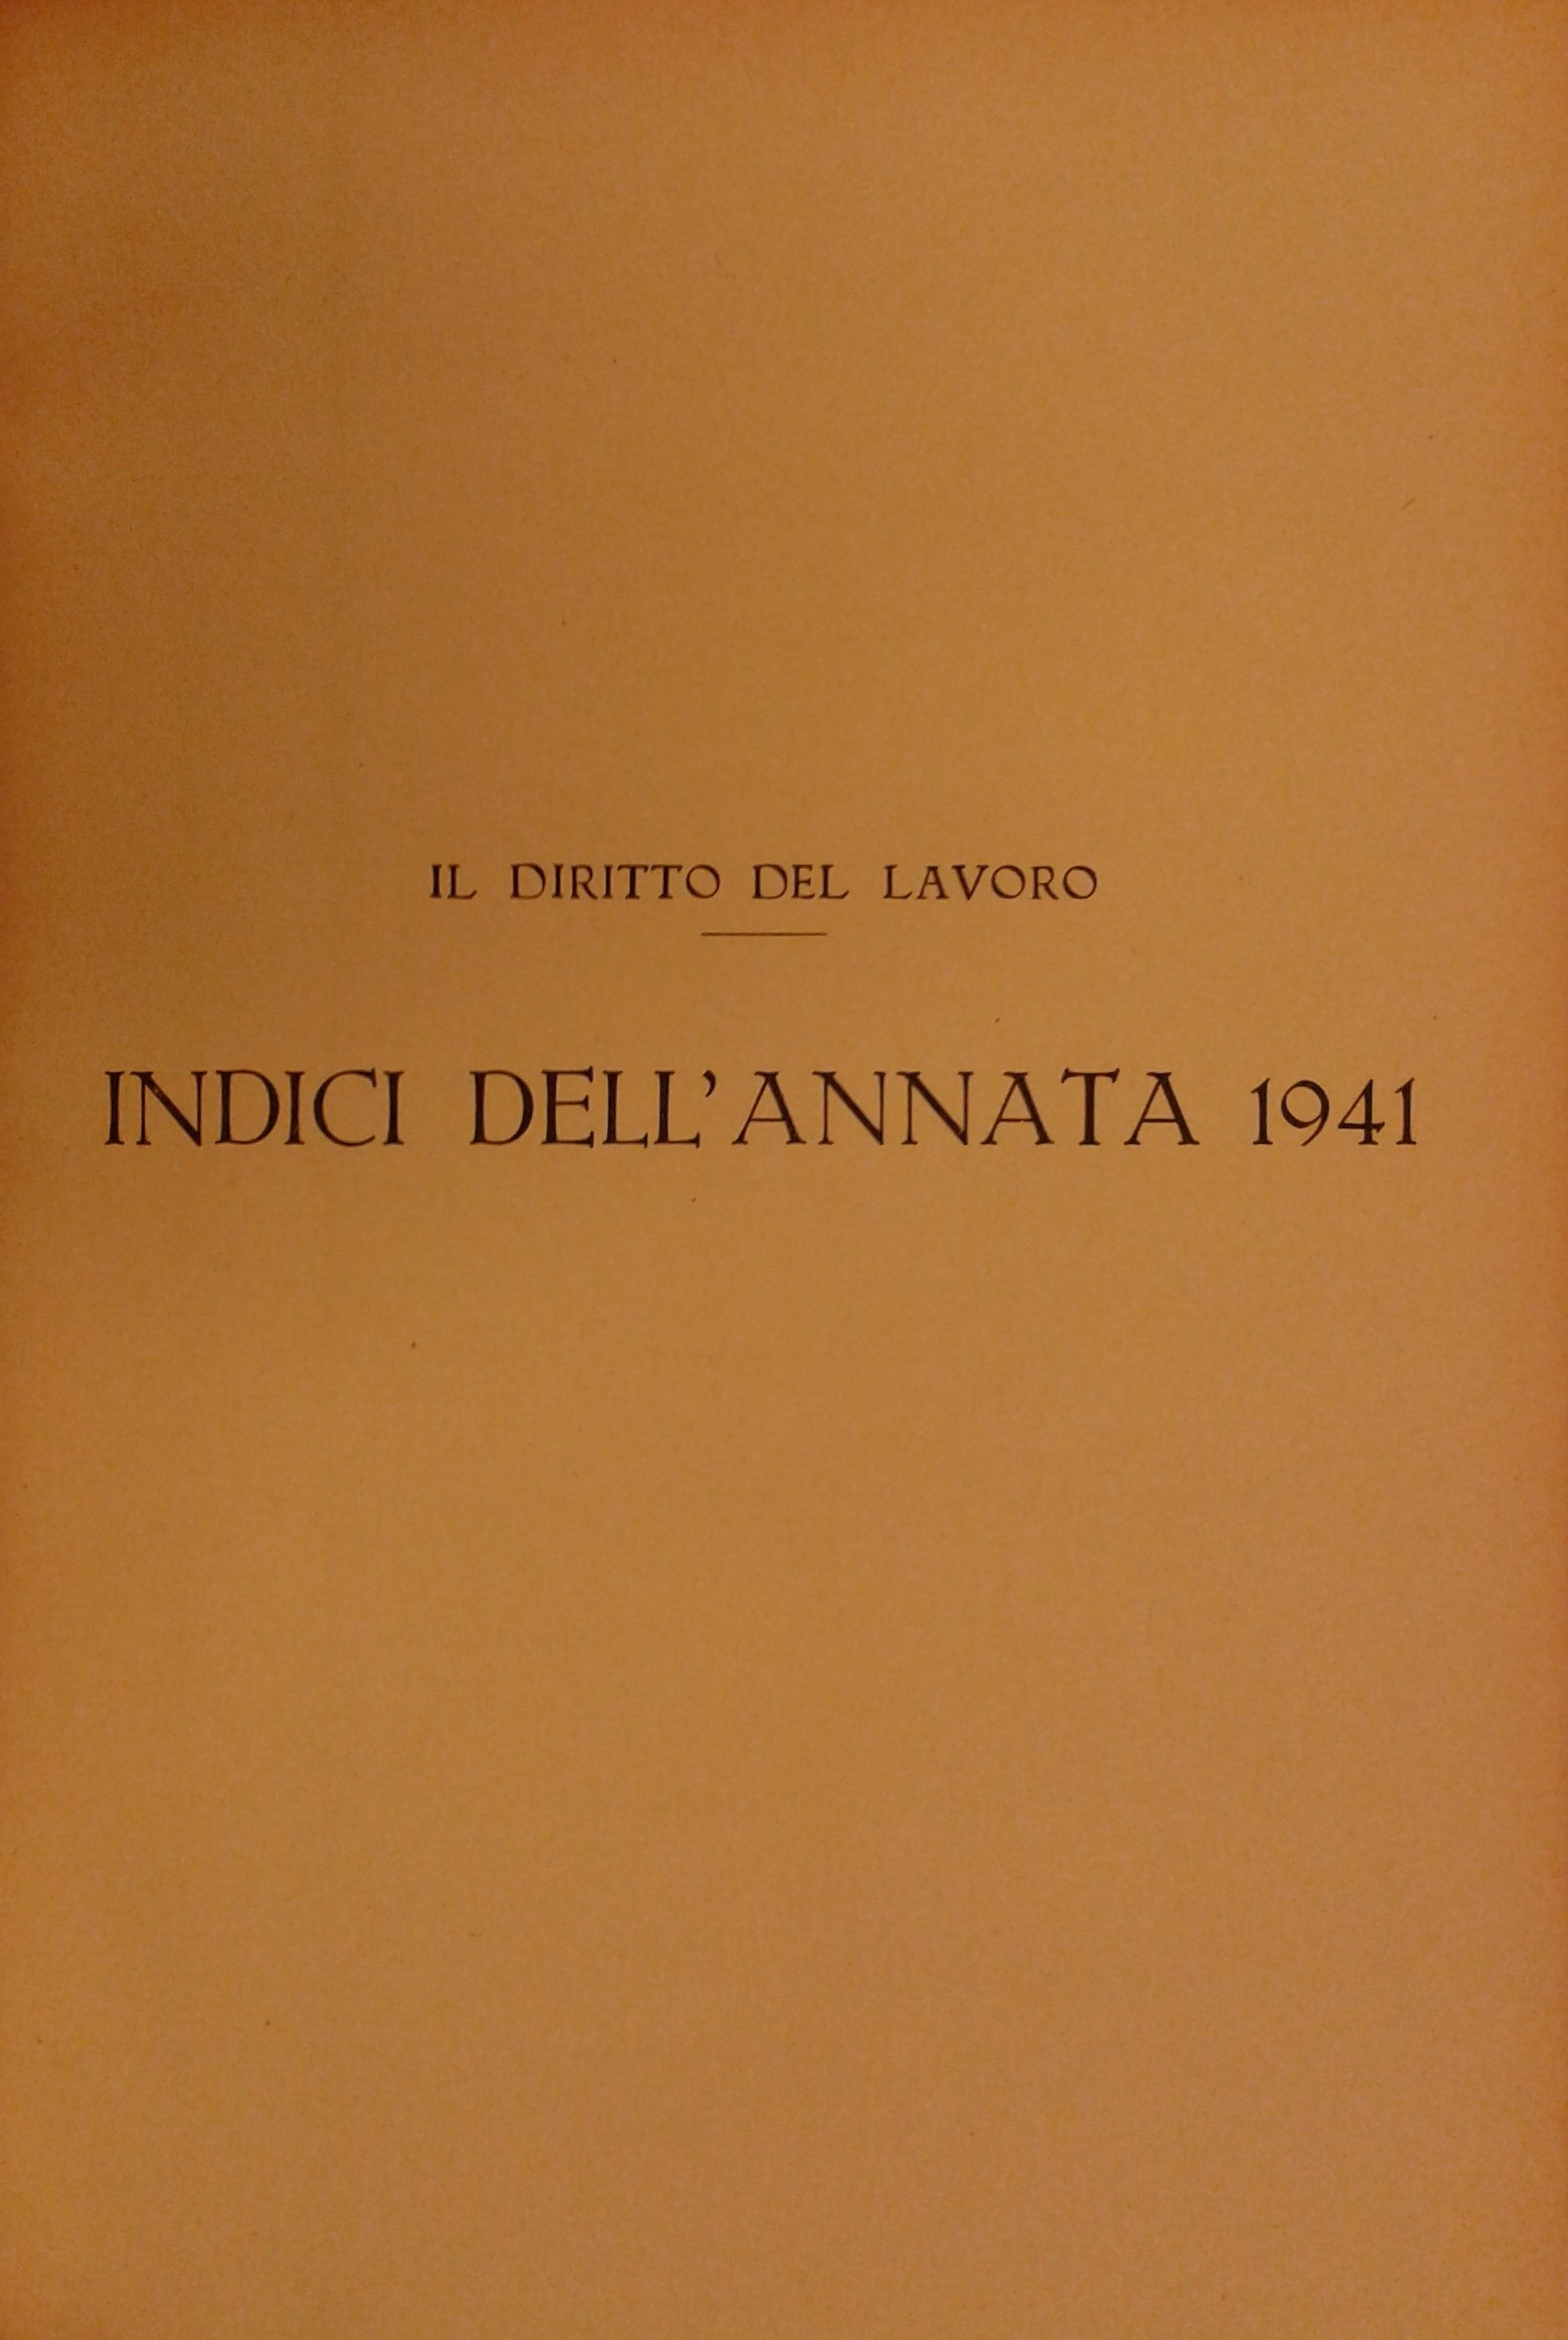 IL DIRITTO DEL LAVORO
INDICI DELL'ANNATA 1941